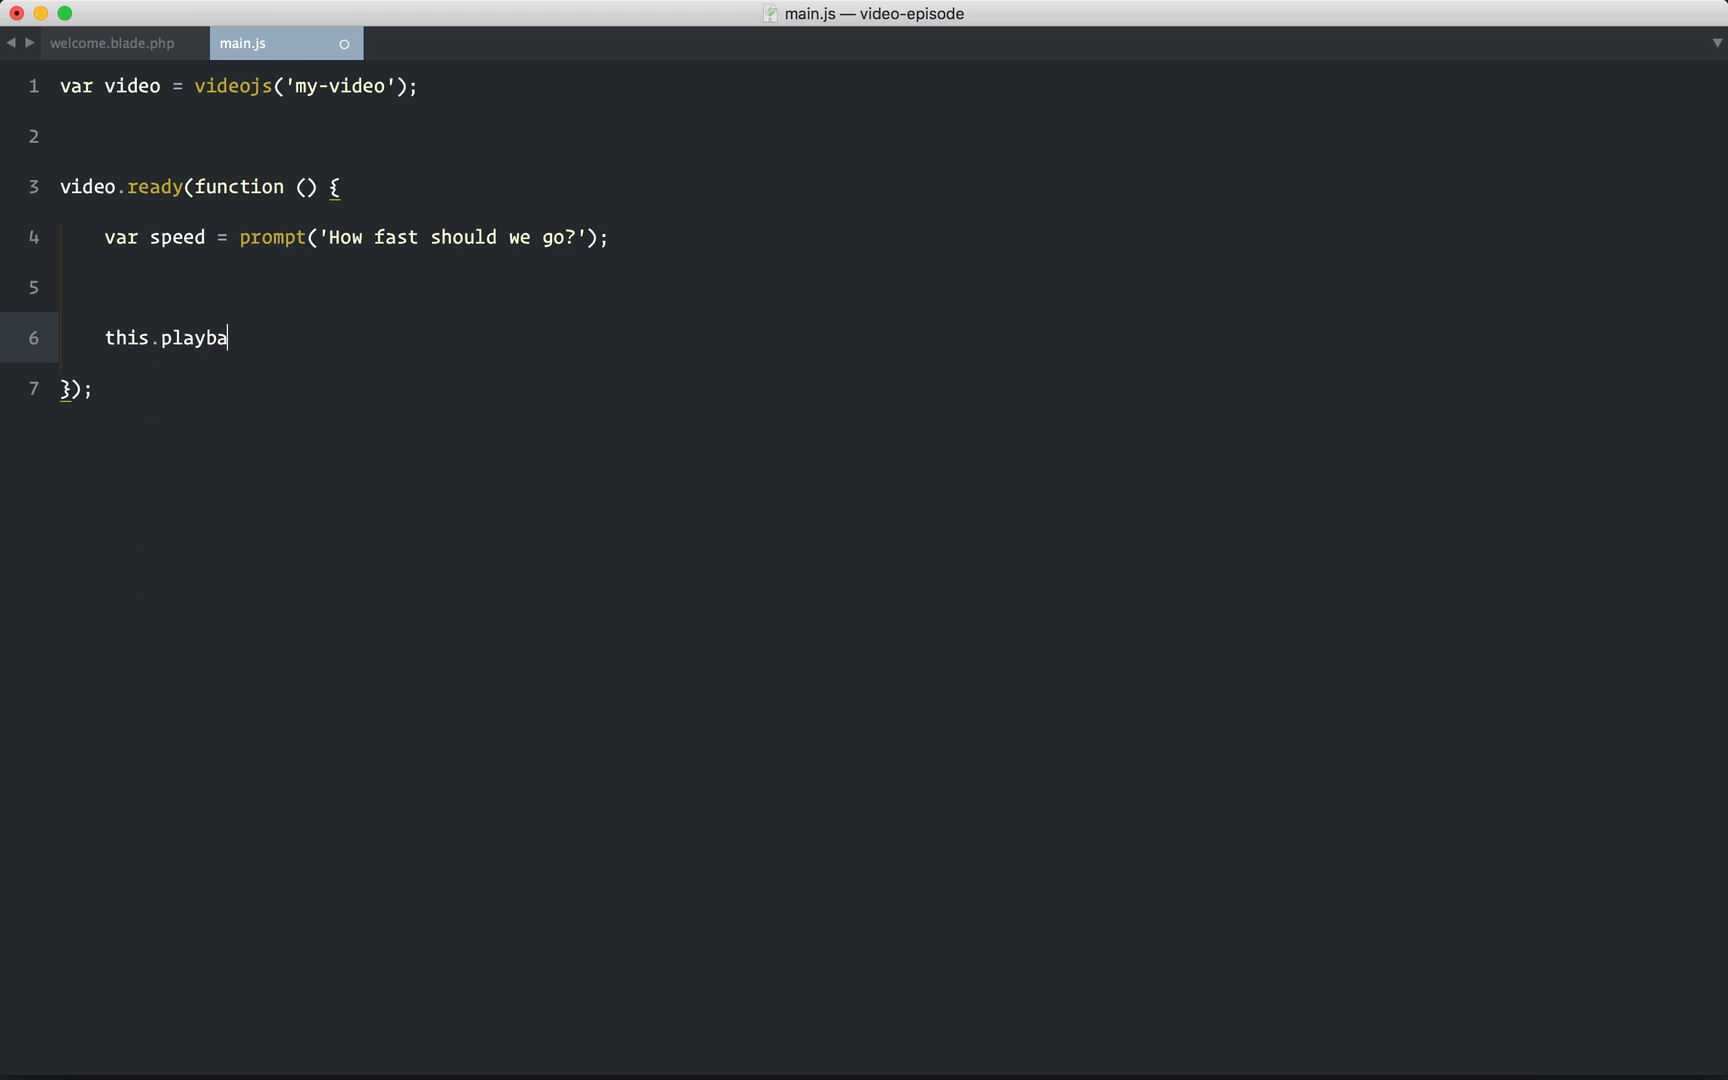 main.js — video-episode
welcome.blade.php main.js
1 var video = videojs('my-video');
2
3 video.ready(function () {
4 var speed = prompt('How fast should we go?');
5
6 this.playba
7 });